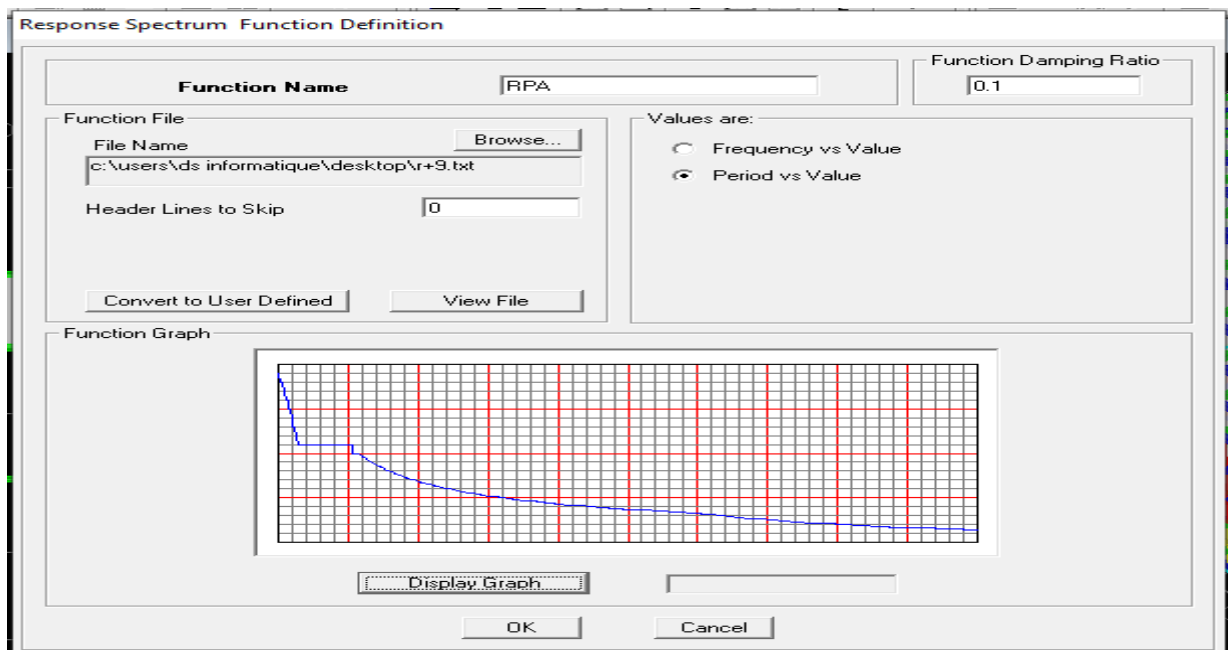 Response Spectrum Function Definition
Function Name
RPA
Function Damping Ratio
0.1
Function File
File Name
Browse...
c:\users\ds informatique\desktop\r+9.txt
Header Lines to Skip
0
Convert to User Defined
View File
Values are:
Frequency vs Value
Period vs Value
Function Graph
Display Graph
OK
Cancel